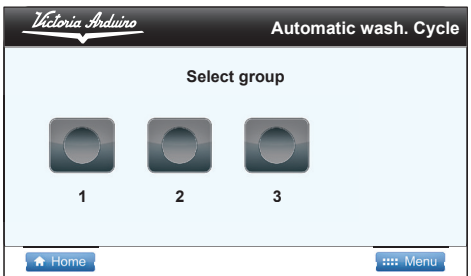 Victoria Arduino
Automatic wash. Cycle
Select group
1 2 3
Home Menu